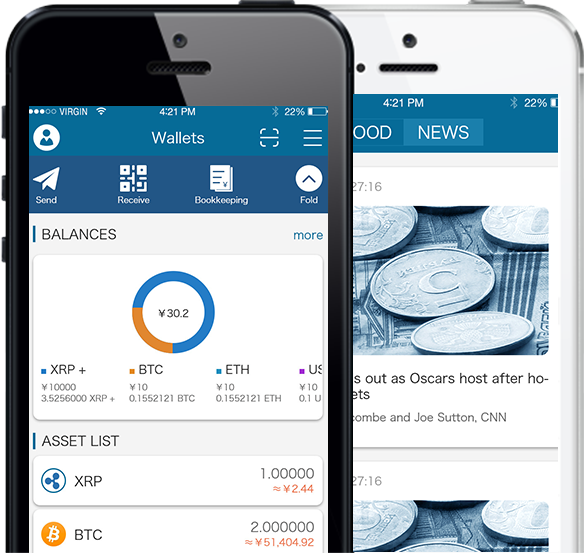 VIRGIN 4:21 PM 22%
Wallets
Send Receive Bookkeeping Fold
BALANCES more
¥30.2
XRP + BTC ETH US
¥10000 ¥10 ¥10 ¥10
3.5256000 XRP + 0.1552121 BTC 0.1552121 ETH 0.1 U
ASSET LIST
XRP 1.00000
≈¥2.44
BTC 2.000000
≈¥51,404.92
4:21 PM 22%
OOD NEWS
27:16
s out as Oscars host after ho-
ets
combe and Joe Sutton, CNN
27:16